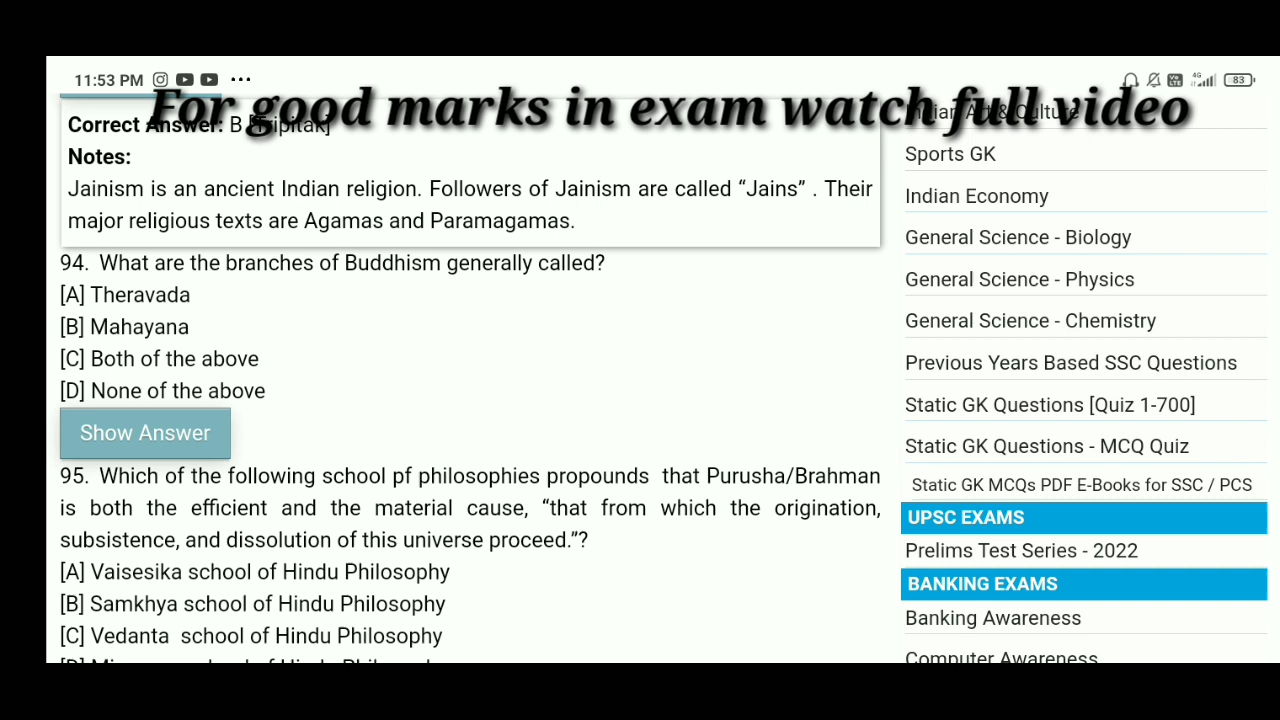 11:53 PM
83
For good marks in exam watch full video
Correct Answer: B [Tripitak]
Notes:
Jainism is an ancient Indian religion. Followers of Jainism are called “Jains” . Their
major religious texts are Agamas and Paramagamas.
94. What are the branches of Buddhism generally called?
[A] Theravada
[B] Mahayana
[C] Both of the above
[D] None of the above
Show Answer
95. Which of the following school pf philosophies propounds that Purusha/Brahman
is both the efficient and the material cause, “that from which the origination,
subsistence, and dissolution of this universe proceed.”?
[A] Vaisesika school of Hindu Philosophy
[B] Samkhya school of Hindu Philosophy
[C] Vedanta school of Hindu Philosophy
Indian Art & Culture
Sports GK
Indian Economy
General Science - Biology
General Science - Physics
General Science - Chemistry
Previous Years Based SSC Questions
Static GK Questions [Quiz 1-700]
Static GK Questions - MCQ Quiz
Static GK MCQs PDF E-Books for SSC / PCS
UPSC EXAMS
Prelims Test Series - 2022
BANKING EXAMS
Banking Awareness
Computer Awareness